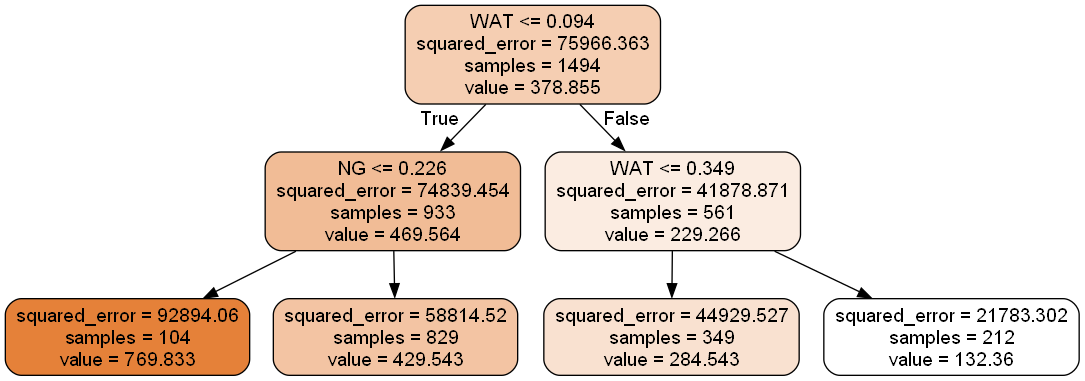 WAT <= 0.094
squared_error = 75966.363
samples = 1494
value = 378.855
True
False
NG <= 0.226
squared_error = 74839.454
samples = 933
value = 469.564
WAT <= 0.349
squared_error = 41878.871
samples = 561
value = 229.266
squared_error = 92894.06
samples = 104
value = 769.833
squared_error = 58814.52
samples = 829
value = 429.543
squared_error = 44929.527
samples = 349
value = 284.543
squared_error = 21783.302
samples = 212
value = 132.36